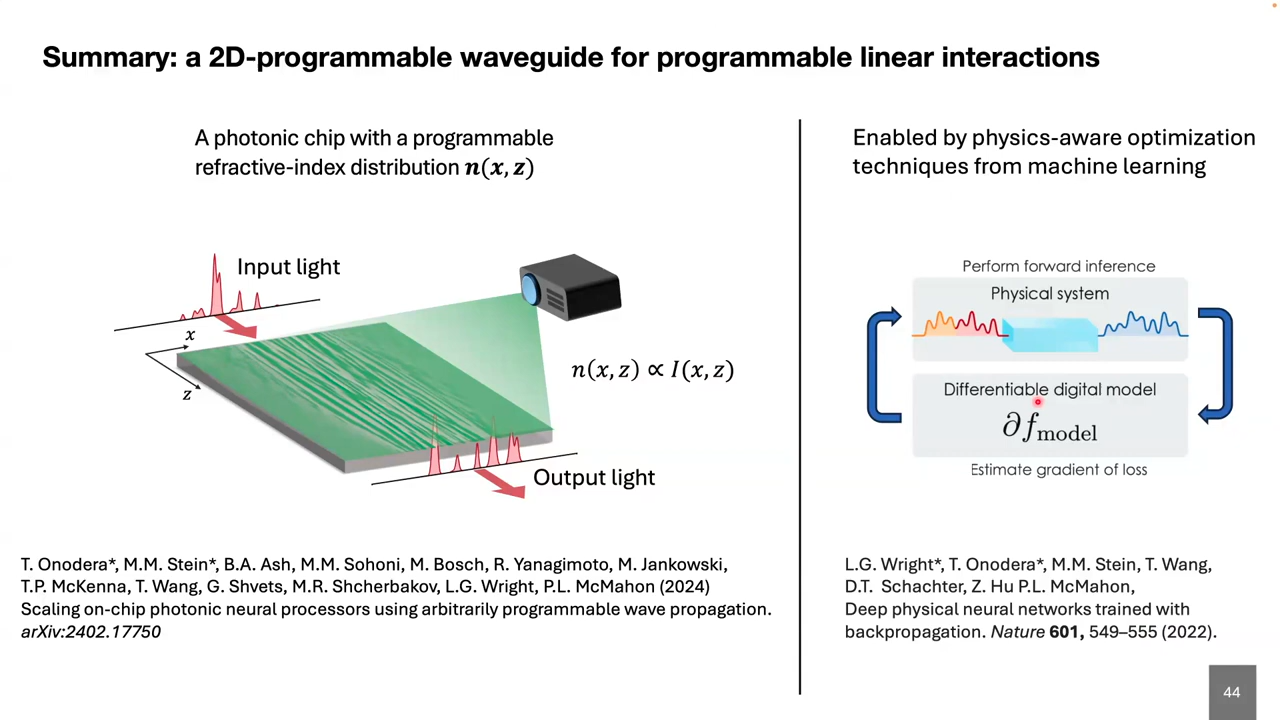 Summary: a 2D-programmable waveguide for programmable linear interactions
A photonic chip with a programmable
refractive-index distribution n(x, z)
Input light
x
z
n(x, z) ∝ I(x, z)
Output light
T. Onodera*, M.M. Stein*, B.A. Ash, M.M. Sohoni, M. Bosch, R. Yanagimoto, M. Jankowski,
T.P. McKenna, T. Wang, G. Shvets, M.R. Shcherbakov, L.G. Wright, P.L. McMahon (2024)
Scaling on-chip photonic neural processors using arbitrarily programmable wave propagation.
arXiv:2402.17750
Enabled by physics-aware optimization
techniques from machine learning
Perform forward inference
Physical system
Differentiable digital model
∂f model
Estimate gradient of loss
L.G. Wright*, T. Onodera*, M.M. Stein, T. Wang,
D.T. Schachter, Z. Hu P.L. McMahon,
Deep physical neural networks trained with
backpropagation. Nature 601, 549–555 (2022).
44